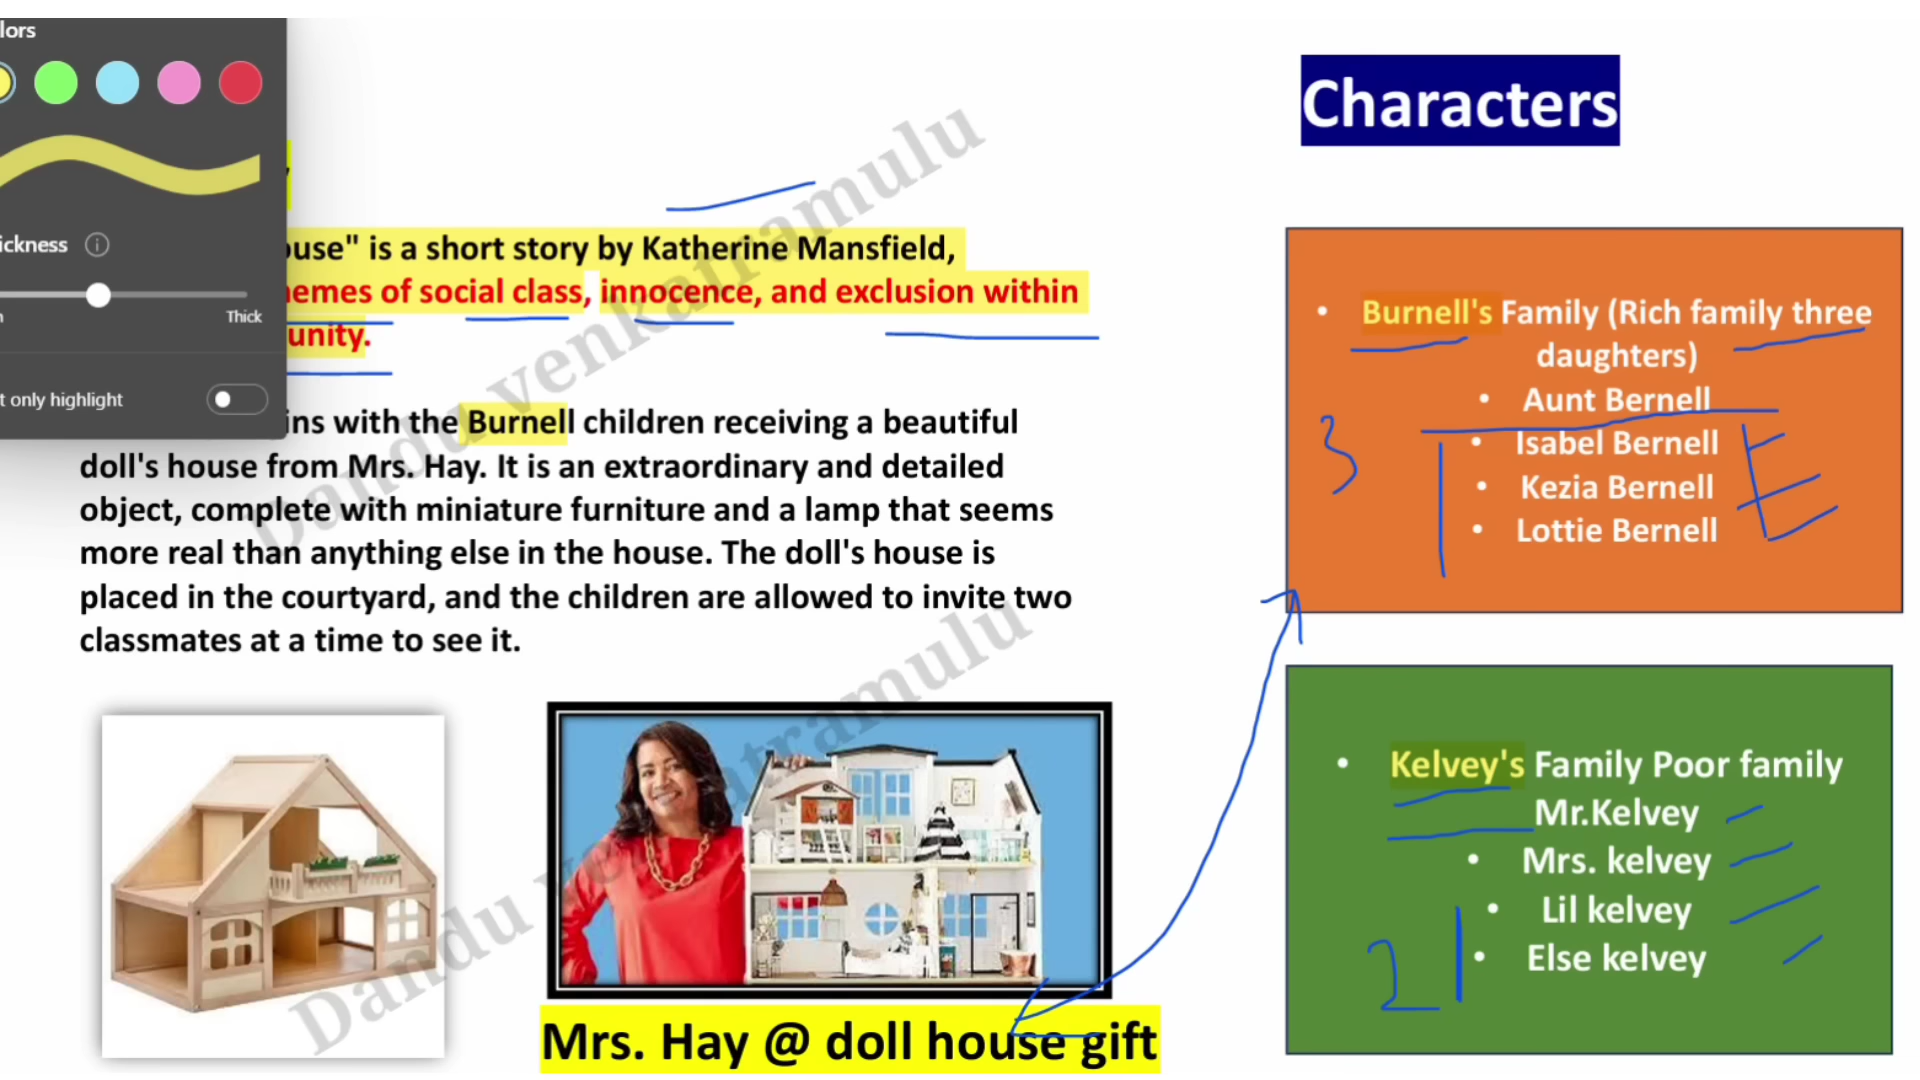 lors
ickness
Thick
t only highlight
ouse" is a short story by Katherine Mansfield,
hemes of social class, innocence, and exclusion within
unity.
ins with the Burnell children receiving a beautiful
doll's house from Mrs. Hay. It is an extraordinary and detailed
object, complete with miniature furniture and a lamp that seems
more real than anything else in the house. The doll's house is
placed in the courtyard, and the children are allowed to invite two
classmates at a time to see it.
Mrs. Hay @ doll house gift
Characters
• Burnell's Family (Rich family three
daughters)
• Aunt Bernell
• Isabel Bernell
• Kezia Bernell
• Lottie Bernell
3
• Kelvey's Family Poor family
Mr.Kelvey
• Mrs. kelvey
• Lil kelvey
• Else kelvey
2
Dandu venkatramulu
Dandu venkatramulu